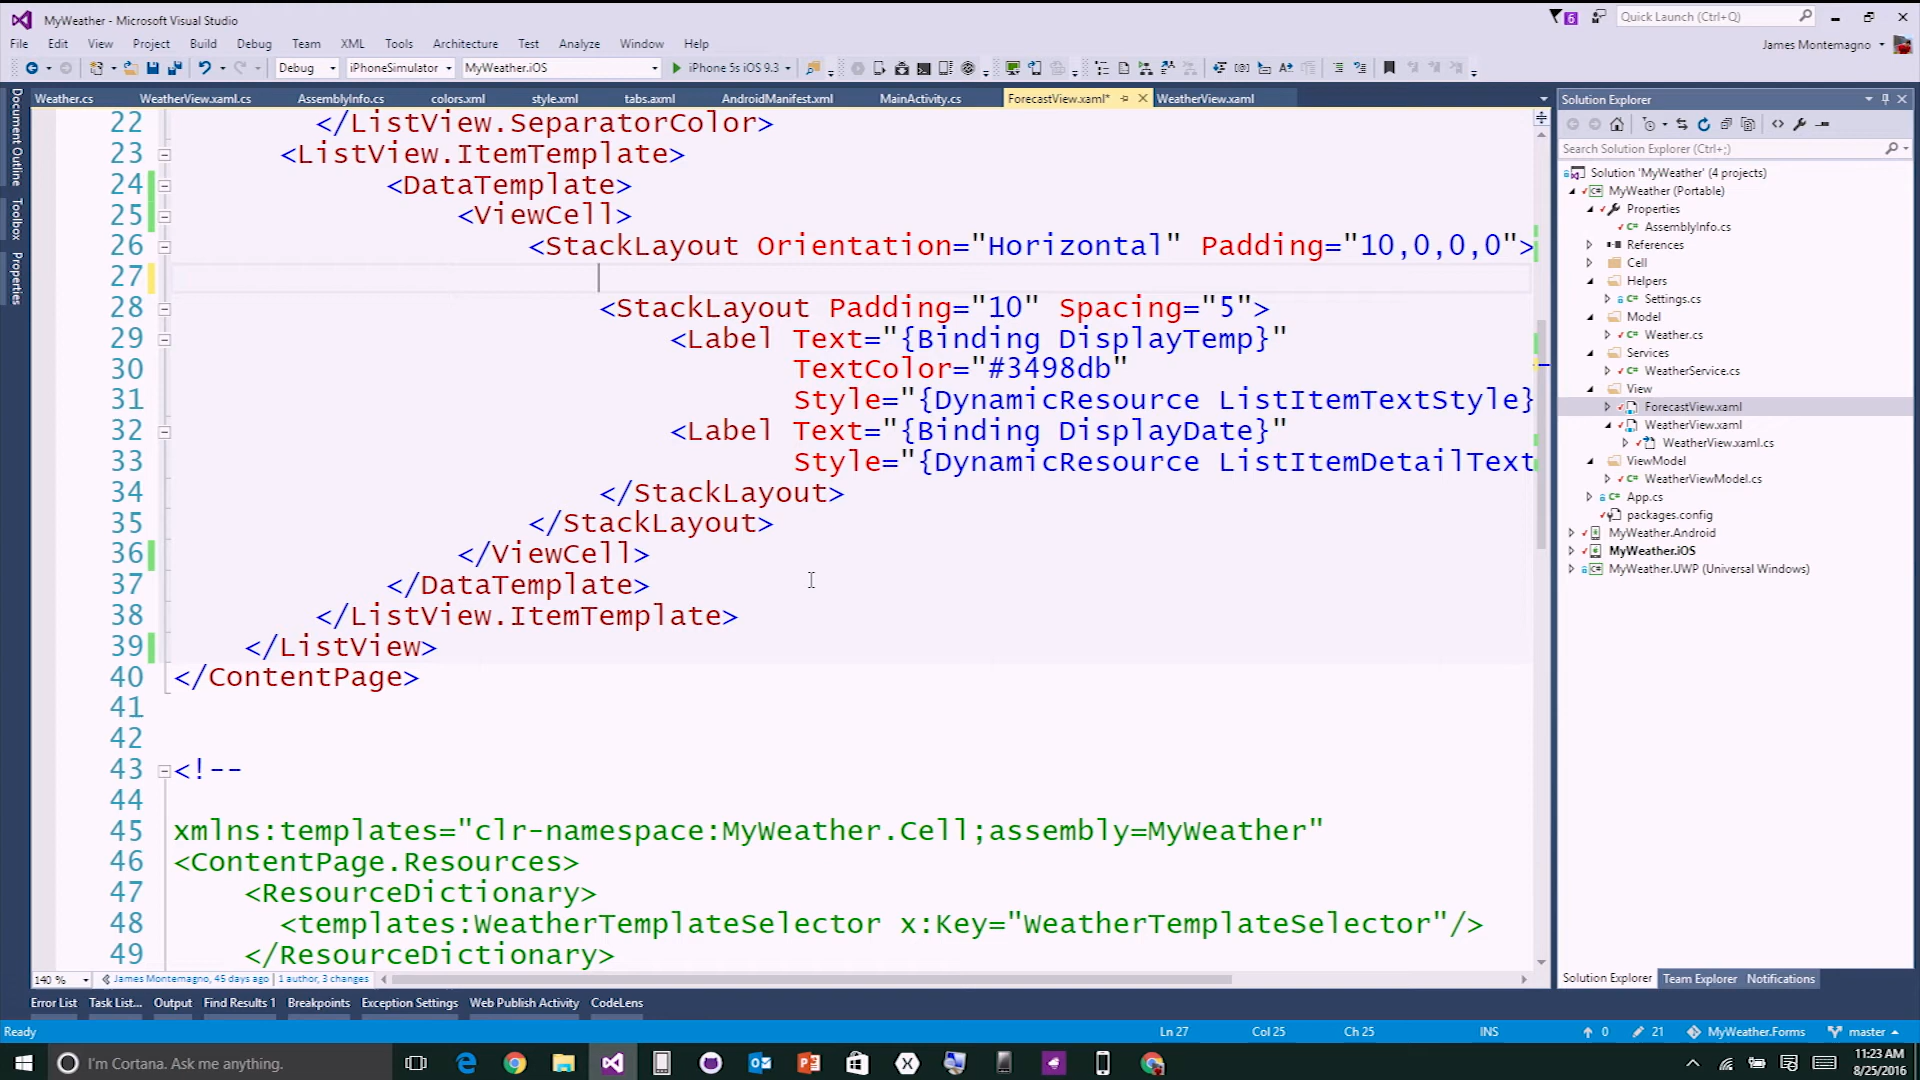 MyWeather - Microsoft Visual Studio
6
Quick Launch (Ctrl+Q)
File Edit View Project Build Debug Team XML Tools Architecture Test Analyze Window Help
James Montemagno
Debug iPhoneSimulator MyWeather.iOS iPhone 5s iOS 9.3
Weather.cs WeatherView.xaml.cs AssemblyInfo.cs colors.xml style.xml tabs.axml AndroidManifest.xml MainActivity.cs ForecastView.xaml* WeatherView.xaml
Document Outline
Toolbox
Properties
22 </ListView.SeparatorColor>
23 <ListView.ItemTemplate>
24 <DataTemplate>
25 <ViewCell>
26 <StackLayout Orientation="Horizontal" Padding="10,0,0,0">
27
28 <StackLayout Padding="10" Spacing="5">
29 <Label Text="{Binding DisplayTemp}"
30 TextColor="#3498db"
31 Style="{DynamicResource ListItemTextStyle}
32 <Label Text="{Binding DisplayDate}"
33 Style="{DynamicResource ListItemDetailText
34 </StackLayout>
35 </StackLayout>
36 </ViewCell>
37 </DataTemplate>
38 </ListView.ItemTemplate>
39 </ListView>
40 </ContentPage>
41
42
43 <!--
44
45 xmlns:templates="clr-namespace:MyWeather.Cell;assembly=MyWeather"
46 <ContentPage.Resources>
47 <ResourceDictionary>
48 <templates:WeatherTemplateSelector x:Key="WeatherTemplateSelector"/>
49 </ResourceDictionary>
140 % James Montemagno, 45 days ago | 1 author, 3 changes
Solution Explorer
Search Solution Explorer (Ctrl+;)
Solution 'MyWeather' (4 projects)
MyWeather (Portable)
Properties
AssemblyInfo.cs
References
Cell
Helpers
Settings.cs
Model
Weather.cs
Services
WeatherService.cs
View
ForecastView.xaml
WeatherView.xaml
WeatherView.xaml.cs
ViewModel
WeatherViewModel.cs
App.cs
packages.config
MyWeather.Android
MyWeather.iOS
MyWeather.UWP (Universal Windows)
Solution Explorer Team Explorer Notifications
Error List Task List... Output Find Results 1 Breakpoints Exception Settings Web Publish Activity CodeLens
Ready Ln 27 Col 25 Ch 25 INS 0 21 MyWeather.Forms master
I'm Cortana. Ask me anything.
11:23 AM
8/25/2016